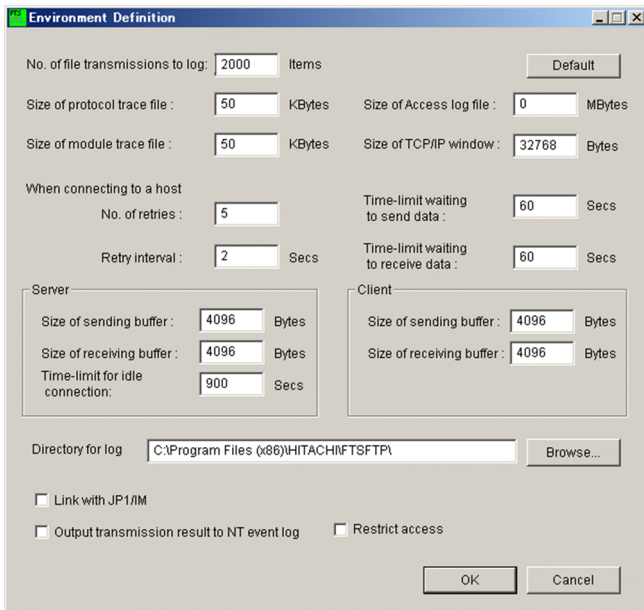 FTS
Environment Definition
No. of file transmissions to log: 2000 Items
Default
Size of protocol trace file : 50 KBytes
Size of Access log file : 0 MBytes
Size of module trace file : 50 KBytes
Size of TCP/IP window : 32768 Bytes
When connecting to a host
No. of retries : 5
Time-limit waiting
to send data : 60 Secs
Retry interval : 2 Secs
Time-limit waiting
to receive data : 60 Secs
Server
Size of sending buffer : 4096 Bytes
Size of receiving buffer : 4096 Bytes
Time-limit for idle
connection: 900 Secs
Client
Size of sending buffer : 4096 Bytes
Size of receiving buffer : 4096 Bytes
Directory for log C:\Program Files (x86)\HITACHI\FTSFTP\ Browse...
Link with JP1/IM
Output transmission result to NT event log
Restrict access
OK Cancel